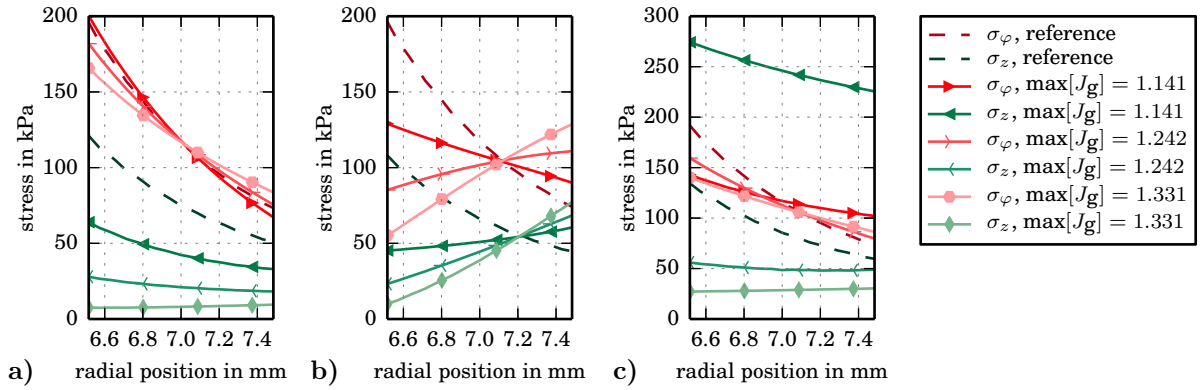 200
150
100
50
0
stress in kPa
6.6 6.8 7.0 7.2 7.4
a)
radial position in mm
200
150
100
50
0
stress in kPa
6.6 6.8 7.0 7.2 7.4
b)
radial position in mm
300
250
200
150
100
50
0
stress in kPa
6.6 6.8 7.0 7.2 7.4
c)
radial position in mm
σφ, reference
σz, reference
σφ, max[Jg] = 1.141
σz, max[Jg] = 1.141
σφ, max[Jg] = 1.242
σz, max[Jg] = 1.242
σφ, max[Jg] = 1.331
σz, max[Jg] = 1.331